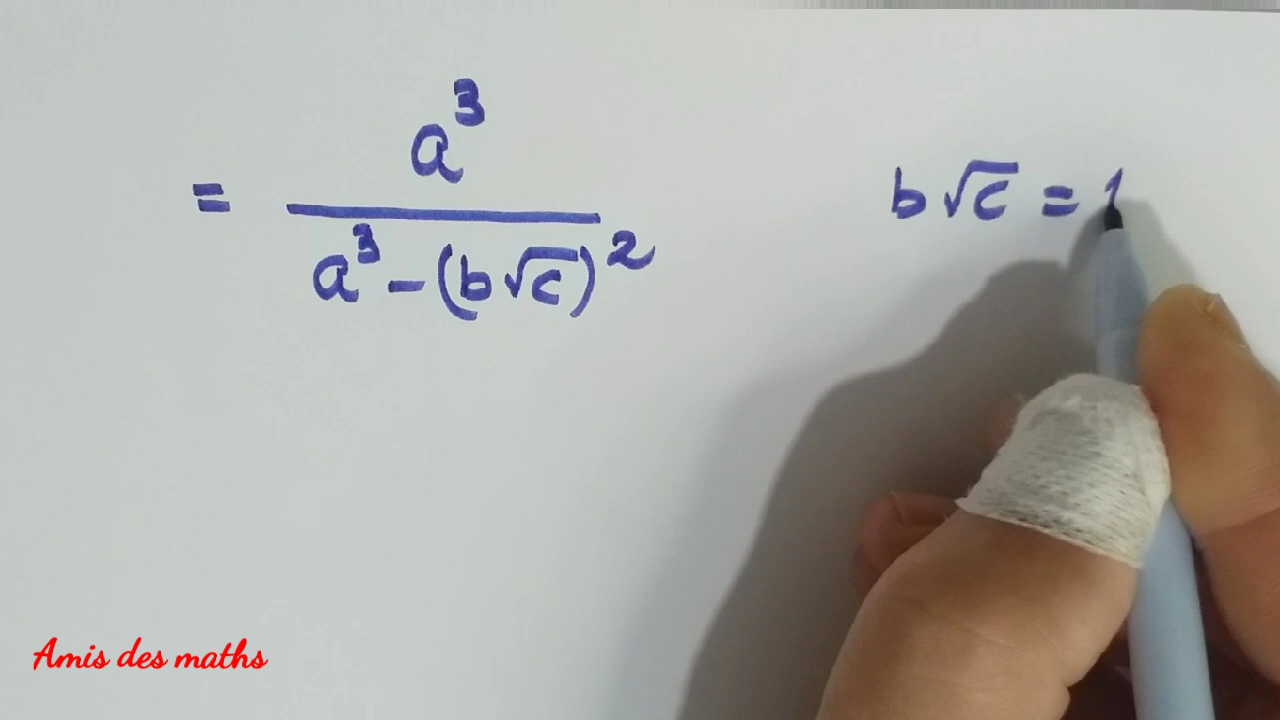 = a³ / (a³ - (b√c)²)
b√c = 1
Amis des maths